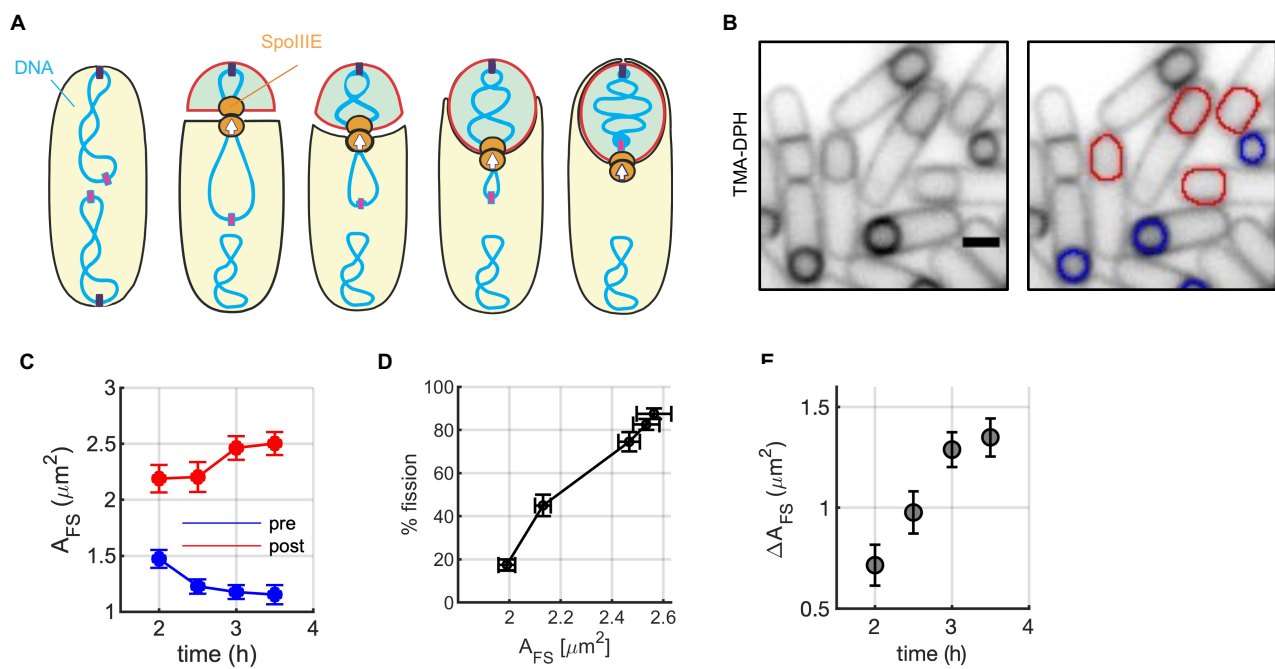 A
SpoIIIE
DNA
B
TMA-DPH
C
A_FS (μm²)
3
2.5
2
1.5
1
pre
post
2
3
4
time (h)
D
% fission
100
80
60
40
20
0
2
2.2
2.4
2.6
A_FS [μm²]
ΔA_FS (μm²)
1.5
1
0.5
2
3
4
time (h)